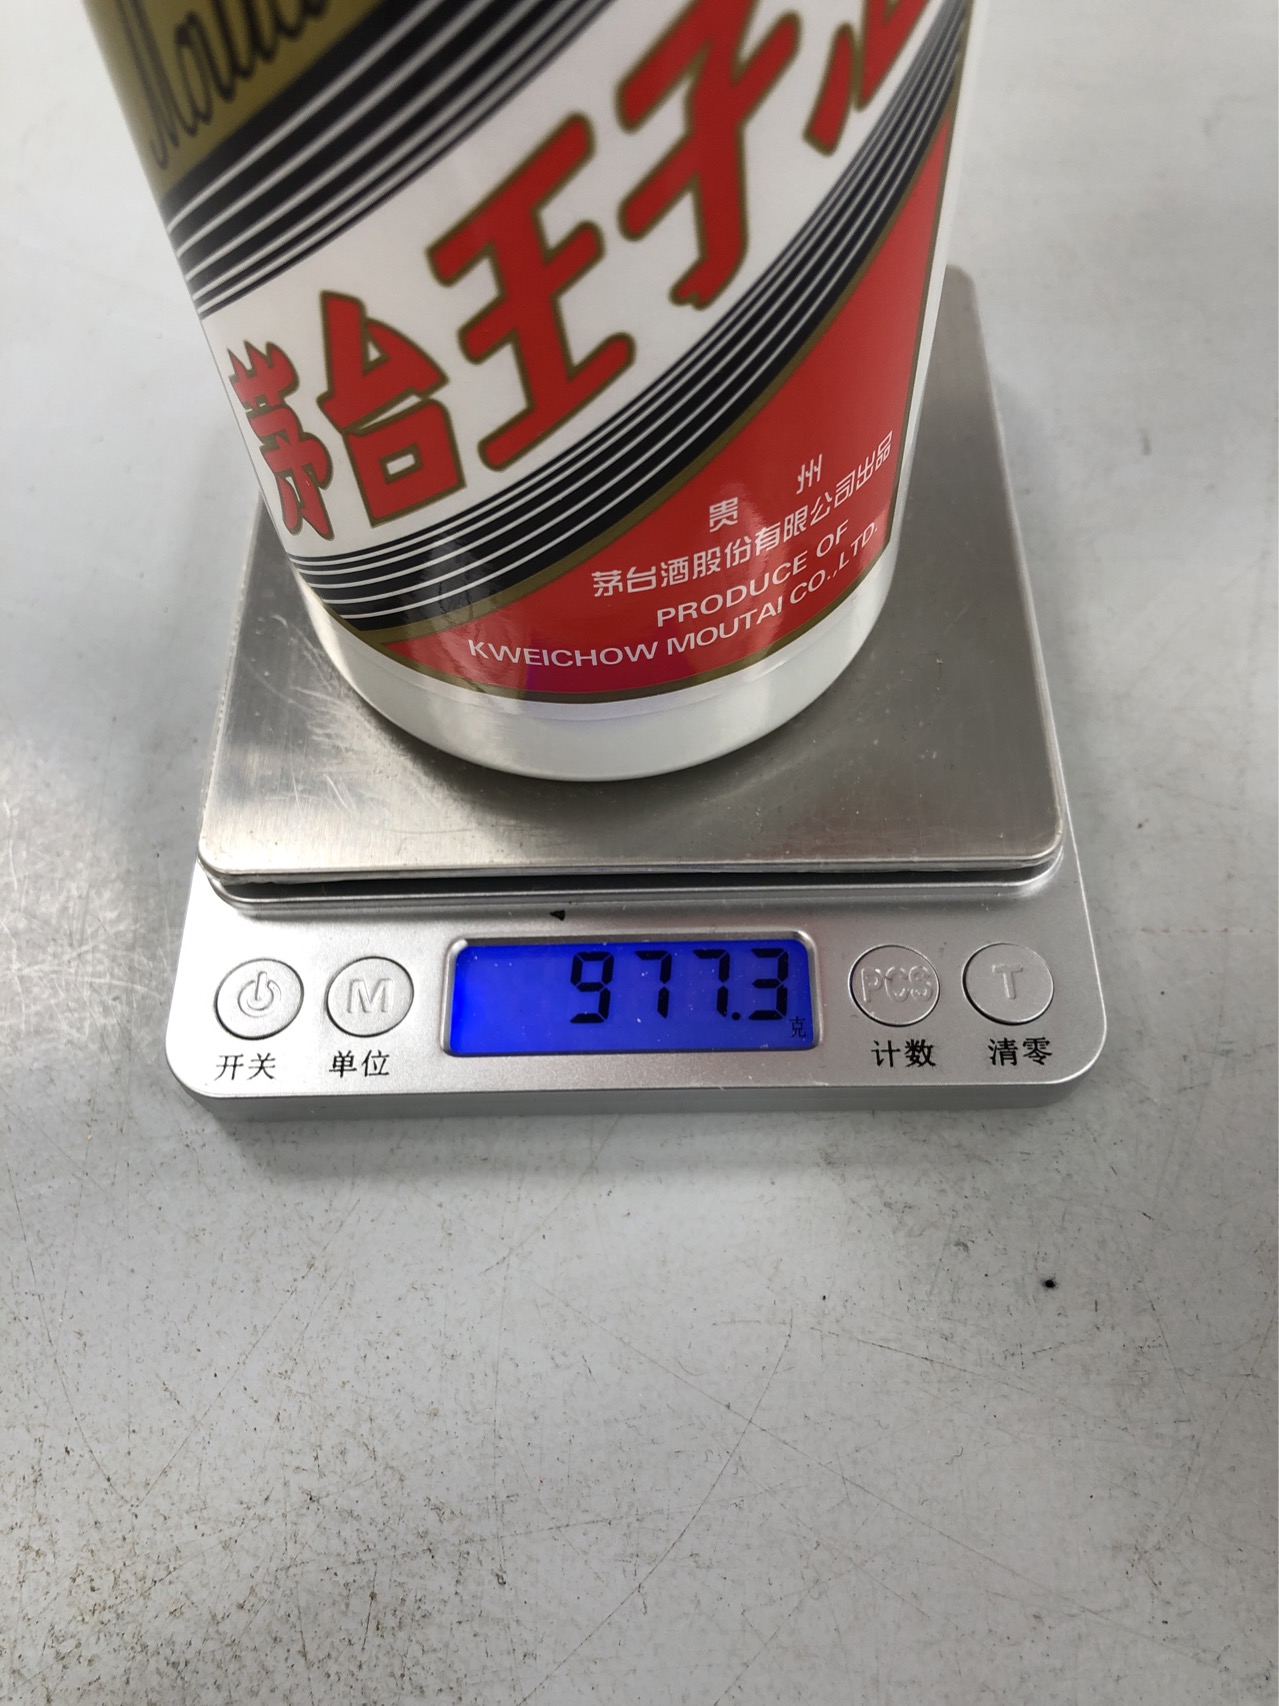 茅台王子
贵州
茅台酒股份有限公司出品
PRODUCE OF
KWEICHOW MOUTAI CO.,LTD.
977.3
克
M
PCS
T
开关
单位
计数
清零